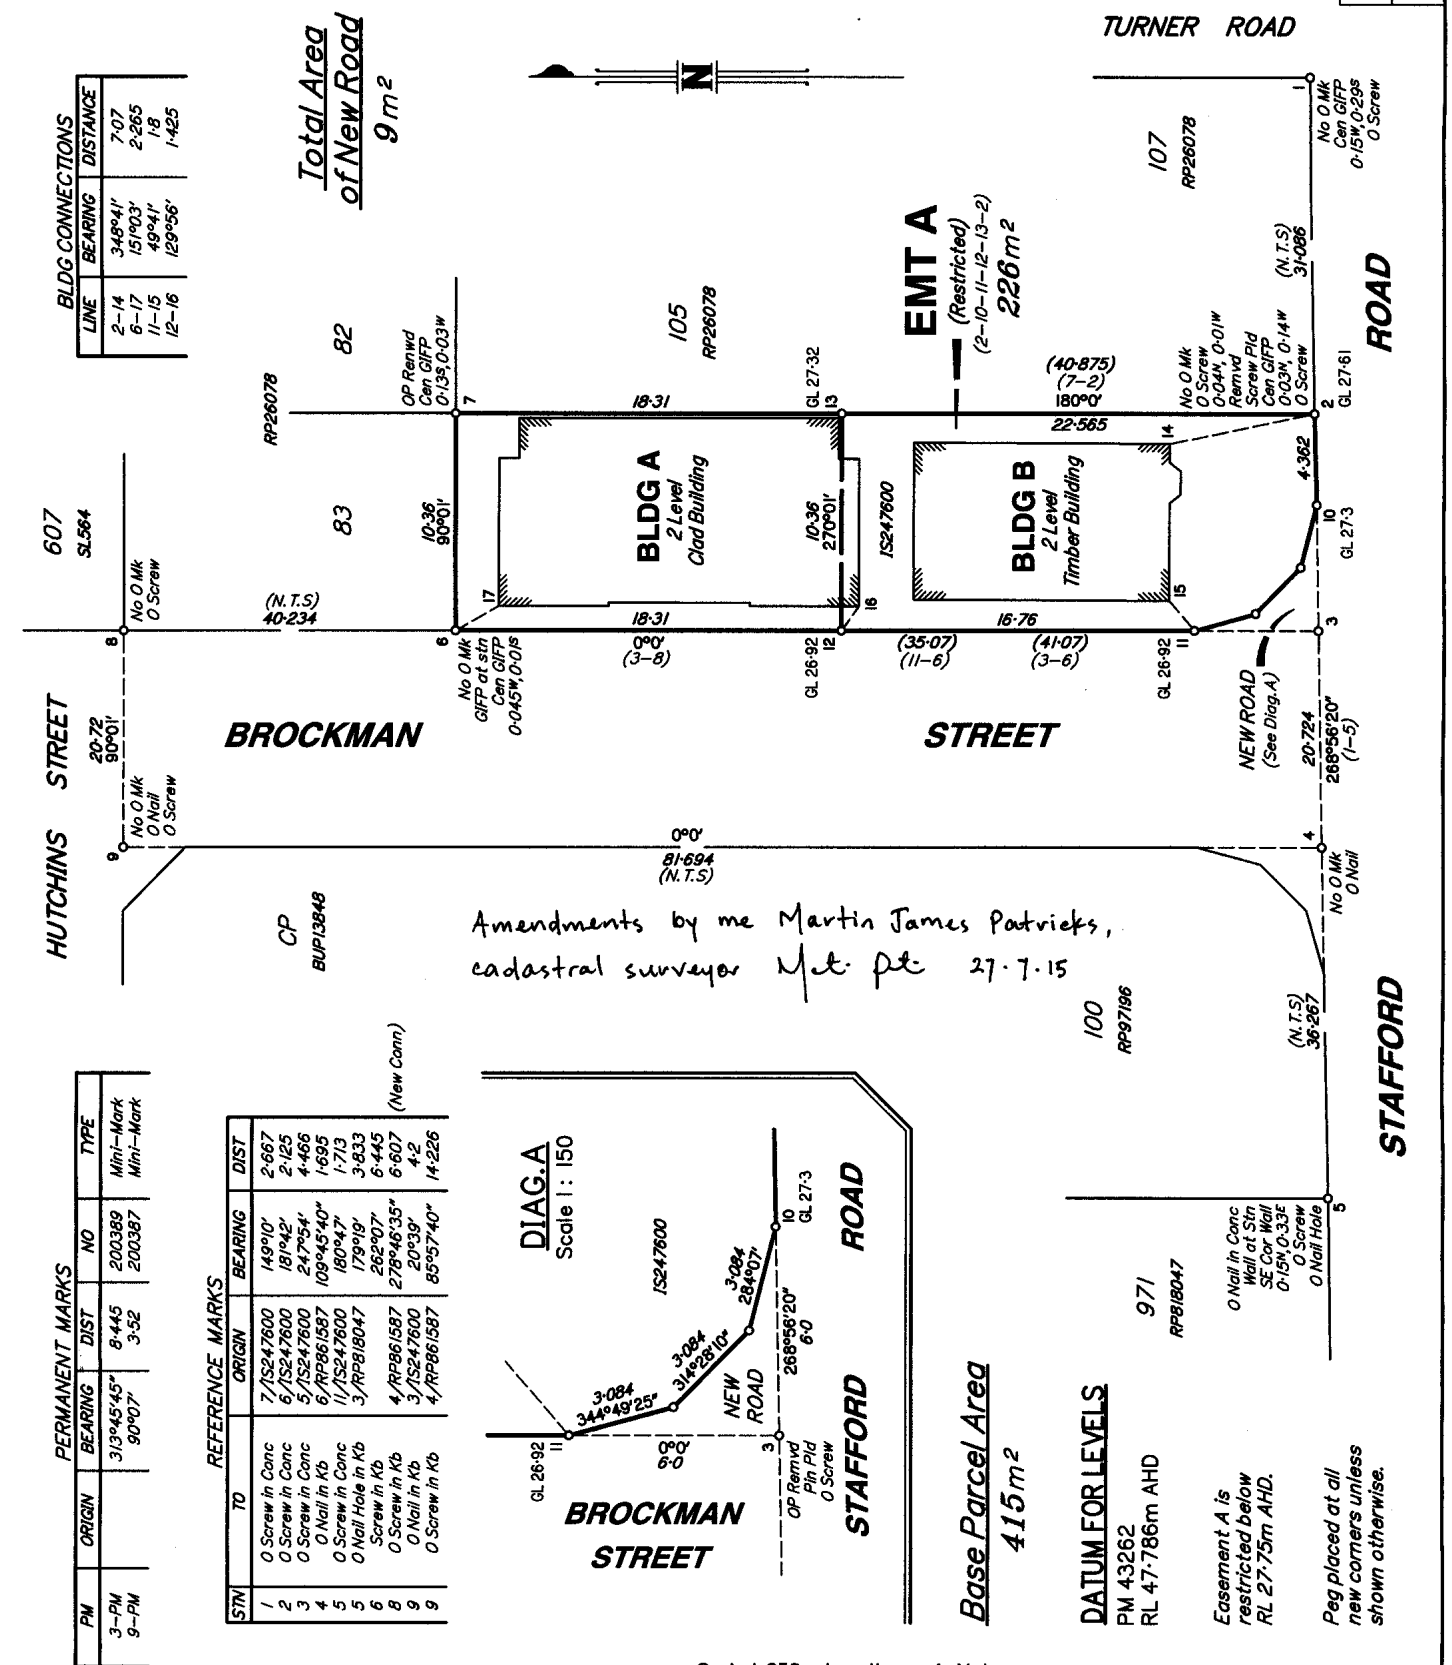 TURNER ROAD
Total Area
of New Road
9 m²
N
BLDG CONNECTIONS
LINE BEARING DISTANCE
2-14 348°41' 7·07
6-17 151°03' 2·265
11-15 49°41' 1·8
12-16 129°56' 1·425
607
SL564
82
83
RP26078
105
RP26078
107
RP26078
No O Mk
Cen GIFP
0·15W,0·29S
O Screw
1
EMT A
(Restricted)
(2-10-11-12-13-2)
226 m²
(N.T.S)
31·086
ROAD
OP Renwd
Cen GIFP
0·13S,0·03W
7
18·31
GL 27·32
13
(40·875)
(7-2)
180°0'
22·565
No O Mk
O Screw
0·04N, 0·01W
Remvd
Screw Pld
Cen GIFP
0·03N, 0·14W
O Screw
2
GL 27·61
14
4·362
10
GL 27·3
10·36
90°01'
BLDG A
2 Level
Clad Building
10·36
270°01'
IS247600
BLDG B
2 Level
Timber Building
15
16
17
No O Mk
O Screw
(N.T.S)
40·234
8
6
18·31
0°0'
(3-8)
GL 26·92
12
16·76
(35·07)
(11-6)
(41·07)
(3-6)
GL 26·92
11
3
No O Mk
GIFP at stn
Cen GIFP
0·045W,0·01S
HUTCHINS STREET
20·72
90°01'
No O Mk
O Nail
O Screw
9
BROCKMAN STREET
NEW ROAD
(See Diag.A)
20·724
268°56'20"
(1-5)
4
No O Mk
O Nail
0°0'
81·694
(N.T.S)
CP
BUP13848
Amendments by me Martin James Patricks,
cadastral surveyor
27·7·15
100
RP97196
(N.T.S)
36·267
STAFFORD
5
O Nail in Conc
Wall at Stn
SE Cor Wall
0·15N, 0·33E
O Screw
O Nail Hole
971
RP818047
PERMANENT MARKS
PM ORIGIN BEARING DIST NO TYPE
3-PM 313°45'45" 8·445 200389 Mini-Mark
9-PM 90°07' 3·52 200387 Mini-Mark
REFERENCE MARKS
STN TO ORIGIN BEARING DIST
1 O Screw in Conc 7/IS247600 149°10' 2·667
2 O Screw in Conc 6/IS247600 181°42' 2·125
3 O Screw in Conc 5/IS247600 247°54' 4·466
4 O Nail in Kb 6/RP861587 109°45'40" 1·695
5 O Screw in Conc 11/IS247600 180°47' 1·713
5 O Nail Hole in Kb 3/RP818047 179°19' 3·833
6 Screw in Kb 262°07' 6·445
8 O Screw in Kb 4/RP861587 278°46'35" 6·607 (New Conn)
9 O Nail in Kb 3/IS247600 20°39' 4·2
9 O Screw in Kb 4/RP861587 85°57'40" 14·226
DIAG.A
Scale 1 : 150
IS247600
GL 26·92
11
3·084
344°49'25"
3·084
314°28'10"
3·084
284°07'
10
GL 27·3
NEW
ROAD
0°0'
6·0
3
268°56'20"
6·0
OP Remvd
Pin Pld
O Screw
BROCKMAN
STREET
STAFFORD ROAD
Base Parcel Area
415 m²
DATUM FOR LEVELS
PM 43262
RL 47·786m AHD
Easement A is
restricted below
RL 27·75m AHD.
Peg placed at all
new corners unless
shown otherwise.